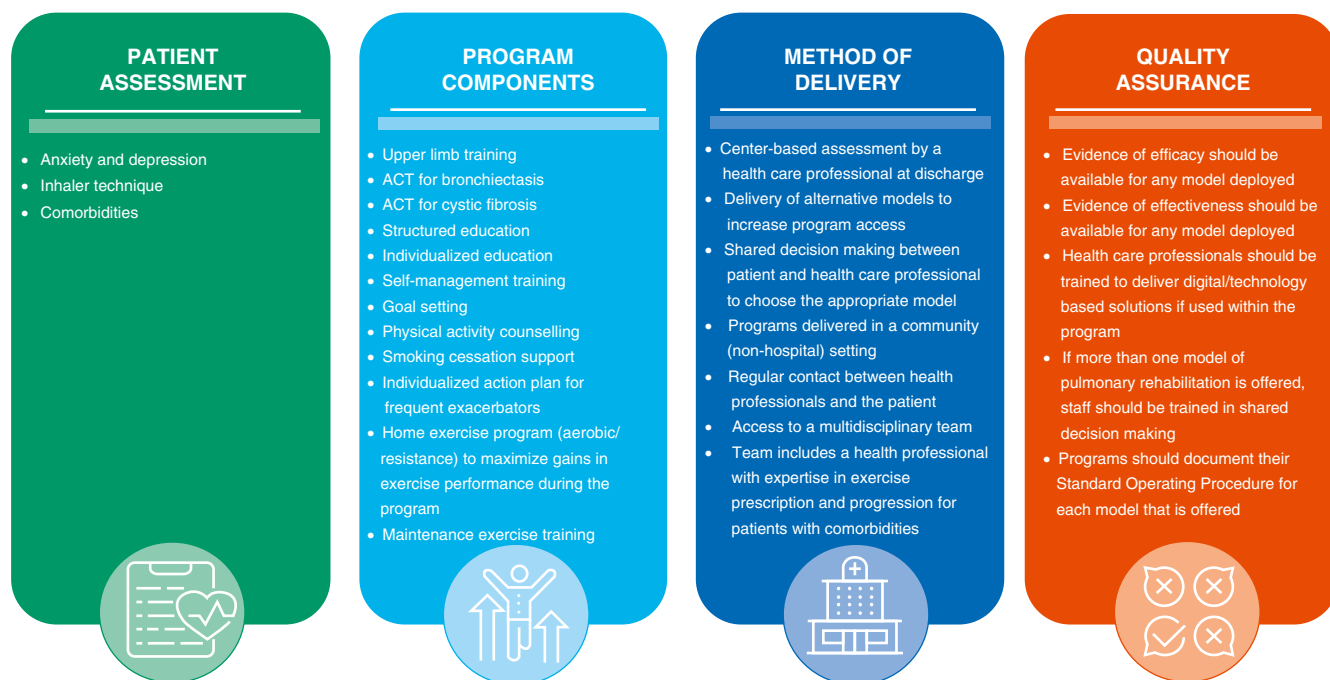 PATIENT
ASSESSMENT
• Anxiety and depression
• Inhaler technique
• Comorbidities
PROGRAM
COMPONENTS
• Upper limb training
• ACT for bronchiectasis
• ACT for cystic fibrosis
• Structured education
• Individualized education
• Self-management training
• Goal setting
• Physical activity counselling
• Smoking cessation support
• Individualized action plan for
frequent exacerbators
• Home exercise program (aerobic/
resistance) to maximize gains in
exercise performance during the
program
• Maintenance exercise training
METHOD OF
DELIVERY
• Center-based assessment by a
health care professional at discharge
• Delivery of alternative models to
increase program access
• Shared decision making between
patient and health care professional
to choose the appropriate model
• Programs delivered in a community
(non-hospital) setting
• Regular contact between health
professionals and the patient
• Access to a multidisciplinary team
• Team includes a health professional
with expertise in exercise
prescription and progression for
patients with comorbidities
QUALITY
ASSURANCE
• Evidence of efficacy should be
available for any model deployed
• Evidence of effectiveness should be
available for any model deployed
• Health care professionals should be
trained to deliver digital/technology
based solutions if used within the
program
• If more than one model of
pulmonary rehabilitation is offered,
staff should be trained in shared
decision making
• Programs should document their
Standard Operating Procedure for
each model that is offered